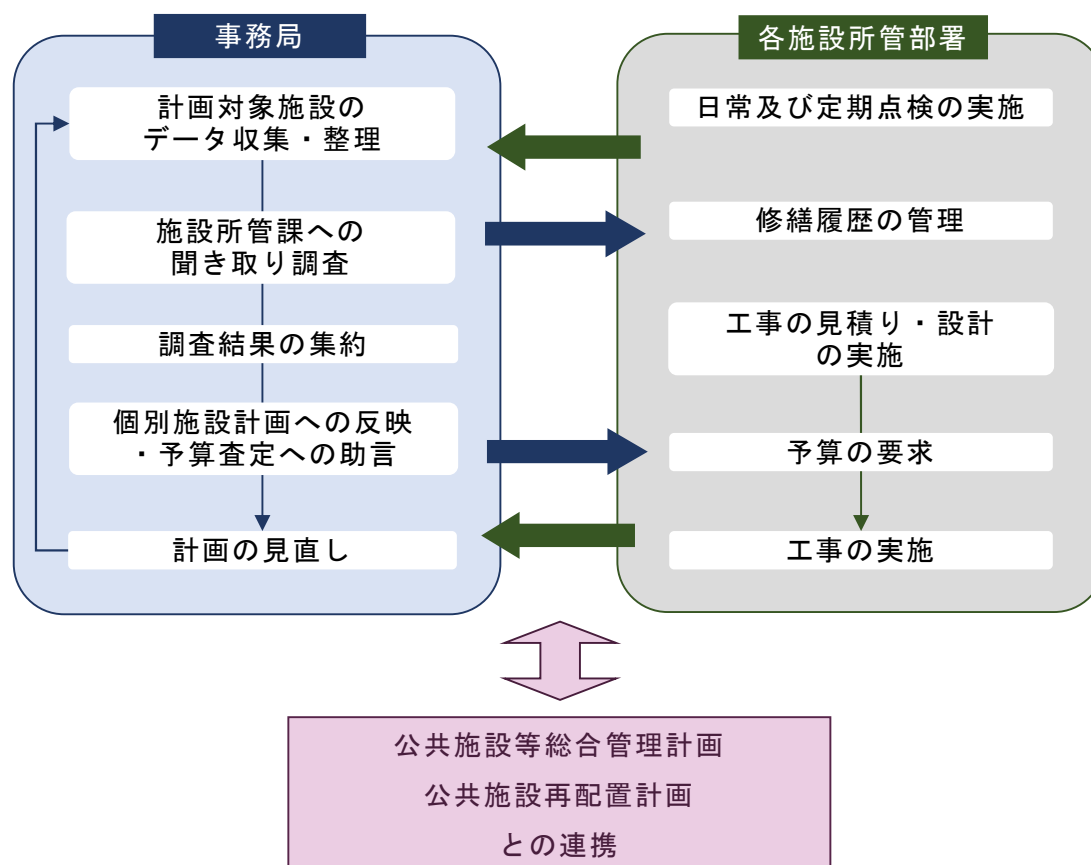 事務局
計画対象施設の
データ収集・整理
施設所管課への
聞き取り調査
調査結果の集約
個別施設計画への反映
・予算査定への助言
計画の見直し
各施設所管部署
日常及び定期点検の実施
修繕履歴の管理
工事の見積り・設計
の実施
予算の要求
工事の実施
公共施設等総合管理計画
公共施設再配置計画
との連携